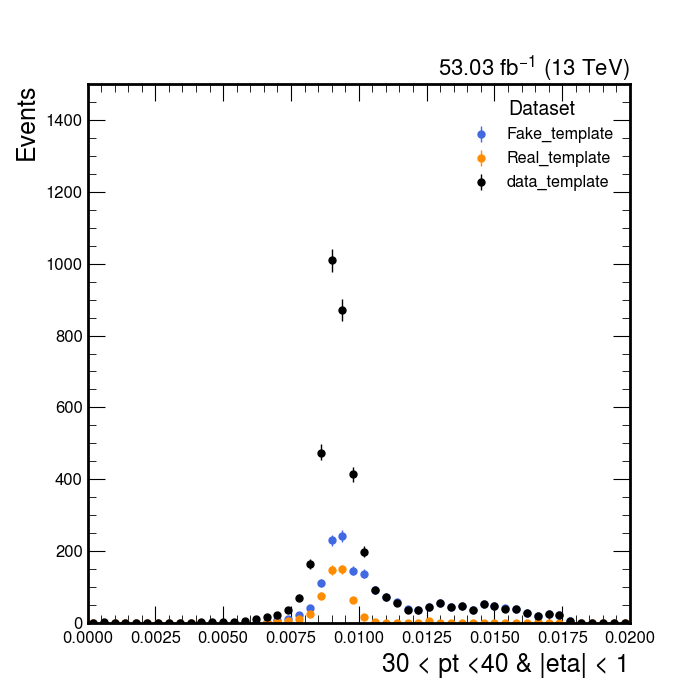 53.03 fb⁻¹ (13 TeV)
Events
Dataset
Fake_template
Real_template
data_template
1400
1200
1000
800
600
400
200
0
0.0000 0.0025 0.0050 0.0075 0.0100 0.0125 0.0150 0.0175 0.0200
30 < pt <40 & |eta| < 1